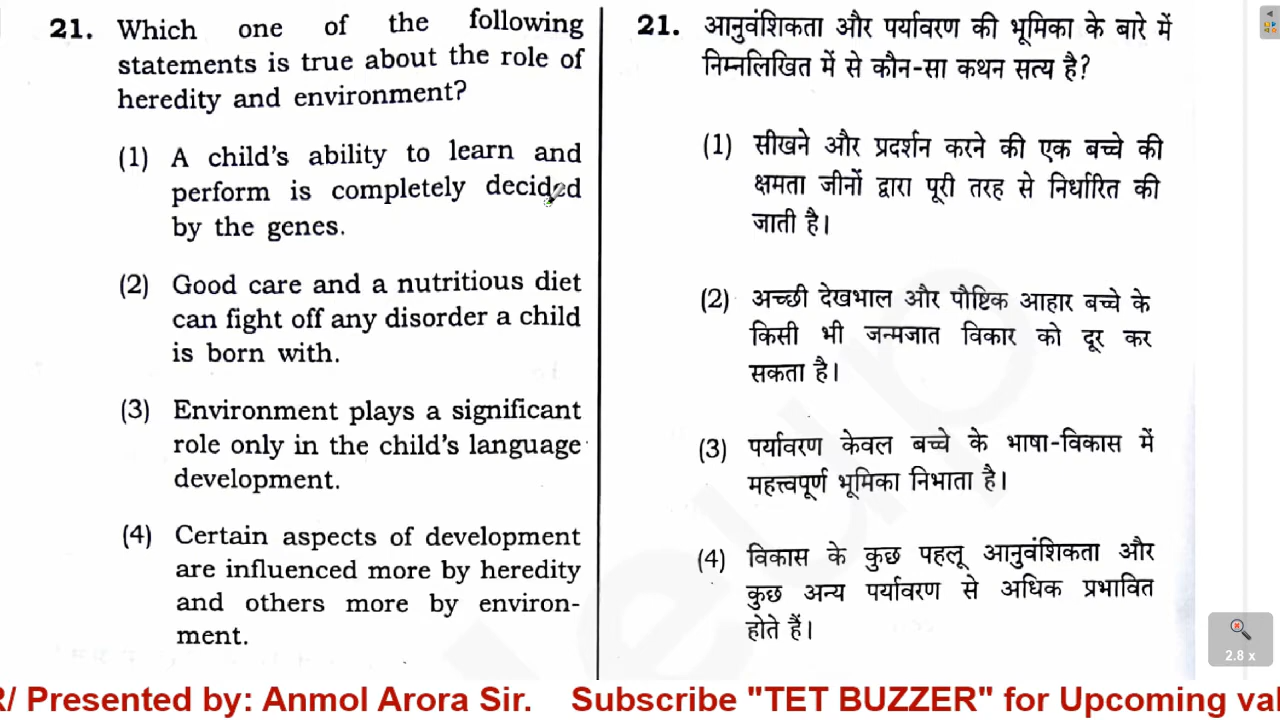 21. Which one of the following
statements is true about the role of
heredity and environment?
(1) A child's ability to learn and
perform is completely decided
by the genes.
(2) Good care and a nutritious diet
can fight off any disorder a child
is born with.
(3) Environment plays a significant
role only in the child's language
development.
(4) Certain aspects of development
are influenced more by heredity
and others more by environ-
ment.
21. आनुवंशिकता और पर्यावरण की भूमिका के बारे में
निम्नलिखित में से कौन-सा कथन सत्य है?
(1) सीखने और प्रदर्शन करने की एक बच्चे की
क्षमता जीनों द्वारा पूरी तरह से निर्धारित की
जाती है।
(2) अच्छी देखभाल और पौष्टिक आहार बच्चे के
किसी भी जन्मजात विकार को दूर कर
सकता है।
(3) पर्यावरण केवल बच्चे के भाषा-विकास में
महत्त्वपूर्ण भूमिका निभाता है।
(4) विकास के कुछ पहलू आनुवंशिकता और
कुछ अन्य पर्यावरण से अधिक प्रभावित
होते हैं।
2.8 x
R/ Presented by: Anmol Arora Sir. Subscribe "TET BUZZER" for Upcoming val